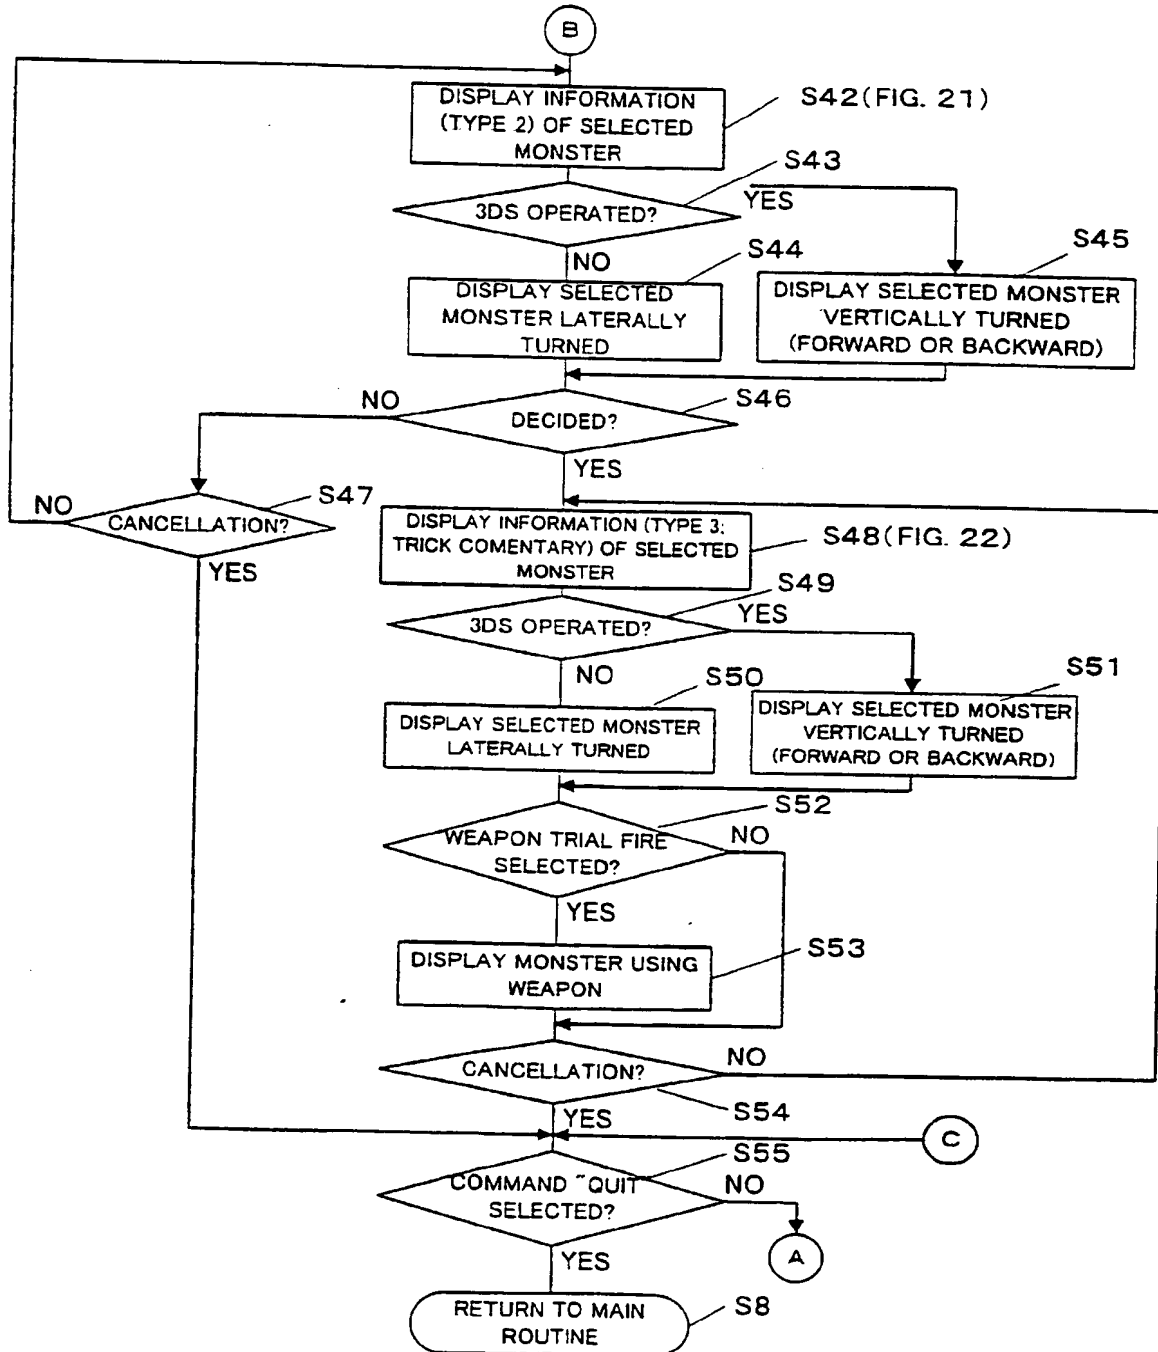 B
DISPLAY INFORMATION
(TYPE 2) OF SELECTED
MONSTER
S42(FIG. 21)
S43
3DS OPERATED?
YES
NO
S44
S45
DISPLAY SELECTED
MONSTER LATERALLY
TURNED
DISPLAY SELECTED MONSTER
VERTICALLY TURNED
(FORWARD OR BACKWARD)
NO
S46
DECIDED?
YES
NO
S47
CANCELLATION?
YES
DISPLAY INFORMATION (TYPE 3;
TRICK COMENTARY) OF SELECTED
MONSTER
S48(FIG. 22)
S49
3DS OPERATED?
YES
NO
S50
S51
DISPLAY SELECTED MONSTER
LATERALLY TURNED
DISPLAY SELECTED MONSTER
VERTICALLY TURNED
(FORWARD OR BACKWARD)
S52
WEAPON TRIAL FIRE
SELECTED?
NO
YES
S53
DISPLAY MONSTER USING
WEAPON
CANCELLATION?
NO
S54
YES
C
S55
COMMAND ~QUIT
SELECTED?
NO
A
YES
RETURN TO MAIN
ROUTINE
S8